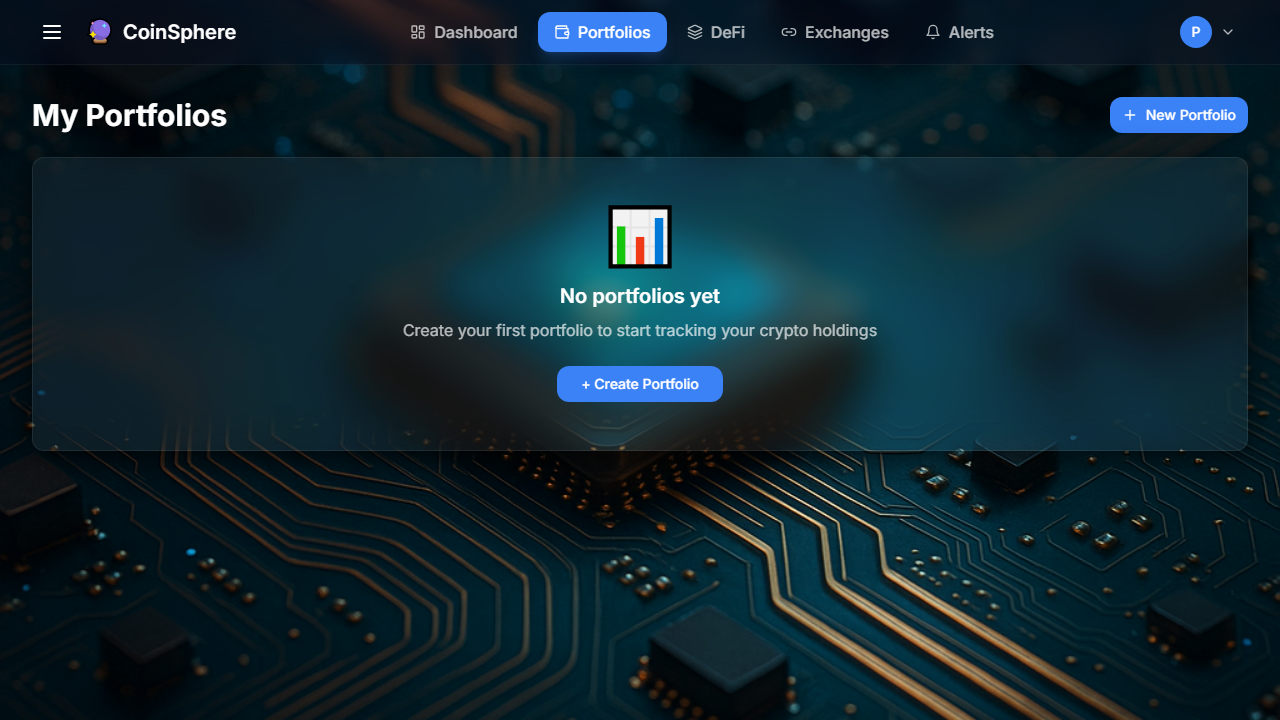 CoinSphere
Dashboard
Portfolios
DeFi
Exchanges
Alerts
P
My Portfolios
+ New Portfolio
No portfolios yet
Create your first portfolio to start tracking your crypto holdings
+ Create Portfolio